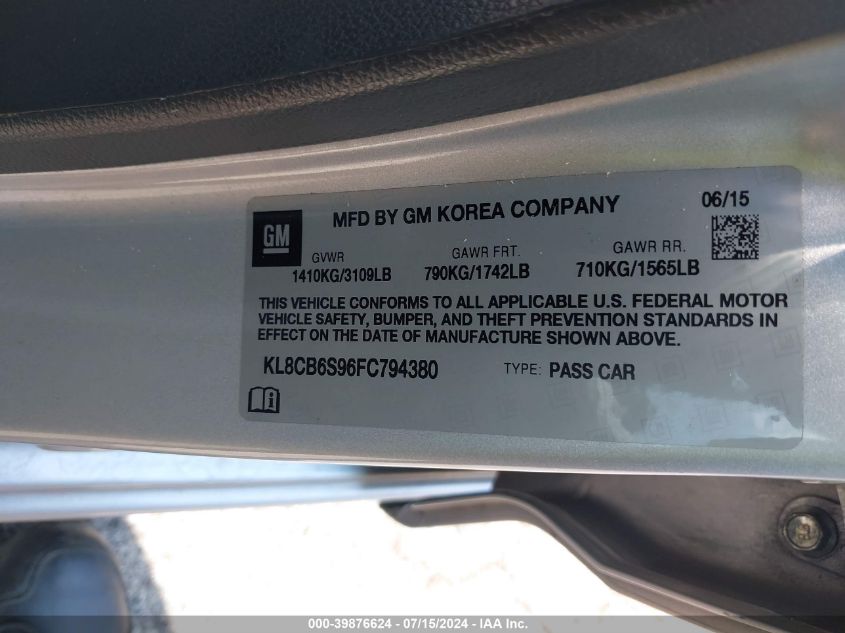 MFD BY GM KOREA COMPANY 06/15
GM
GVWR GAWR FRT. GAWR RR.
1410KG/3109LB 790KG/1742LB 710KG/1565LB
THIS VEHICLE CONFORMS TO ALL APPLICABLE U.S. FEDERAL MOTOR
VEHICLE SAFETY, BUMPER, AND THEFT PREVENTION STANDARDS IN
EFFECT ON THE DATE OF MANUFACTURE SHOWN ABOVE.
KL8CB6S96FC794380 TYPE: PASS CAR
000-39876624 - 07/15/2024 - IAA Inc.